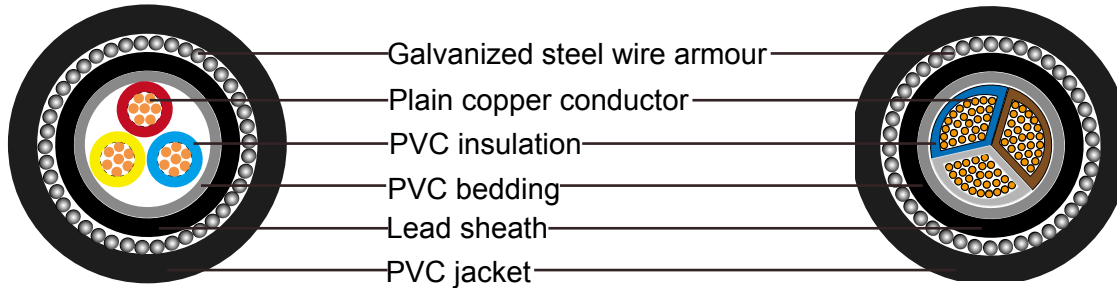 Galvanized steel wire armour
Plain copper conductor
PVC insulation
PVC bedding
Lead sheath
PVC jacket